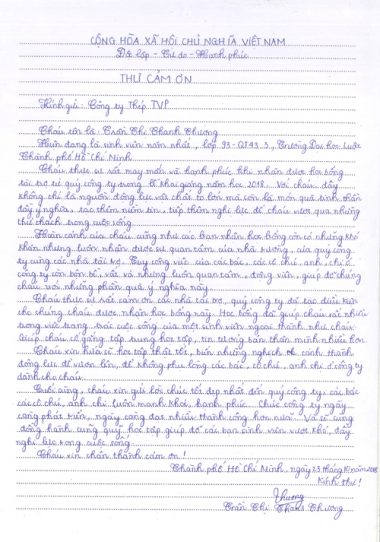 CỘNG HÒA XÃ HỘI CHỦ NGHĨA VIỆT NAM
Độc lập - Tự do - Hạnh phúc
THƯ CẢM ƠN
Kính gửi: Công ty Thép TVP
Cháu tên là: Trần Thị Thanh Thương
Hiện đang là sinh viên năm nhất, lớp 93-QT43.3, Trường Đại học Luật
Thành phố Hồ Chí Minh
Cháu thực sự rất may mắn và hạnh phúc khi nhận được học bổng
tài trợ từ quý công ty trong lễ khai giảng năm học 2018. Với cháu, đây
không chỉ là nguồn động lực vật chất to lớn mà còn là món quà tinh thần
đầy ý nghĩa, tạo thêm niềm tin, tiếp thêm nghị lực để cháu vượt qua những
thử thách trong cuộc sống.
Hoàn cảnh của cháu cũng như các bạn nhận học bổng còn có những khó
khăn nhưng luôn nhận được sự quan tâm của nhà trường, của quý công
ty cùng các nhà tài trợ. Tuy công việc của các bác, các cô chú, anh, chị ở
công ty còn bận bịu, vất vả nhưng luôn quan tâm, động viên, giúp đỡ chúng
cháu với những phần quà ý nghĩa này.
Cháu thực sự rất cảm ơn các nhà tài trợ, quý công ty đã tạo điều kiện
cho chúng cháu được nhận học bổng này. Học bổng đã giúp cháu rất nhiều
trong việc trang trải cuộc sống của một sinh viên ngoại thành như cháu.
Giúp cháu cố gắng tập trung học tập, tin tưởng bản thân mình nhiều hơn.
Cháu xin hứa sẽ học tập thật tốt, biến những nghịch cảnh thành
động lực để vươn lên, để không phụ lòng các bác, cô chú, anh chị ở công ty
dành cho cháu.
Cuối cùng, cháu xin gửi lời chúc tốt đẹp nhất đến quý công ty: các bác
các cô chú, anh chị luôn mạnh khỏe, hạnh phúc. Chúc công ty ngày
càng phát triển, ngày càng đạt nhiều thành công hơn nữa. Và sẽ cùng
đồng hành cùng quỹ học tập giúp đỡ các bạn sinh viên vượt khó, đầy
nghị lực trong cuộc sống.
Cháu xin chân thành cảm ơn!
Thành phố Hồ Chí Minh, ngày 23 tháng 10 năm 2018
Kính thư!
Thương
Trần Thị Thanh Thương